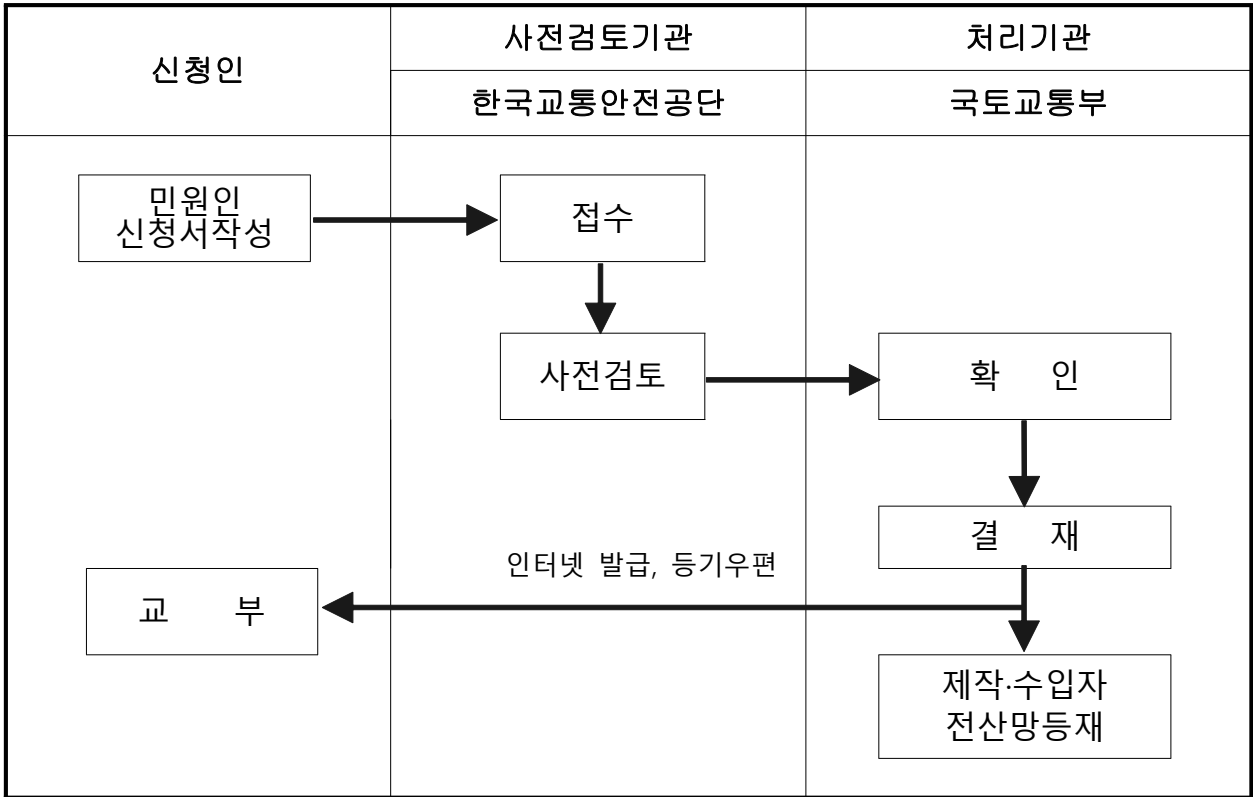 신청인
사전검토기관
처리기관
한국교통안전공단
국토교통부
민원인
신청서작성
접수
사전검토
확 인
결 재
인터넷 발급, 등기우편
교 부
제작·수입자
전산망등재